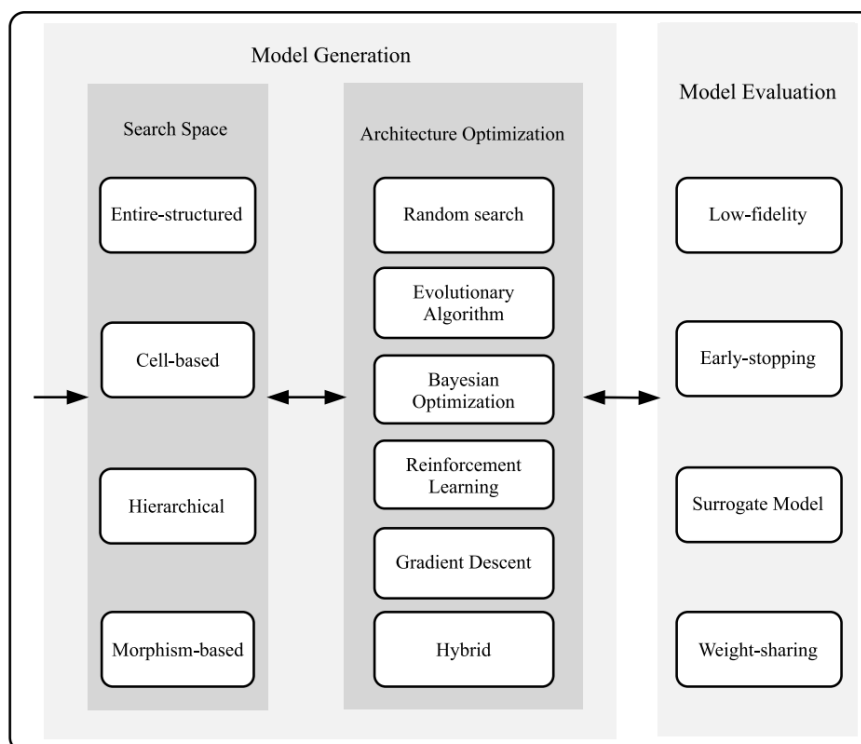 Model Generation
Search Space
Entire-structured
Cell-based
Hierarchical
Morphism-based
Architecture Optimization
Random search
Evolutionary
Algorithm
Bayesian
Optimization
Reinforcement
Learning
Gradient Descent
Hybrid
Model Evaluation
Low-fidelity
Early-stopping
Surrogate Model
Weight-sharing